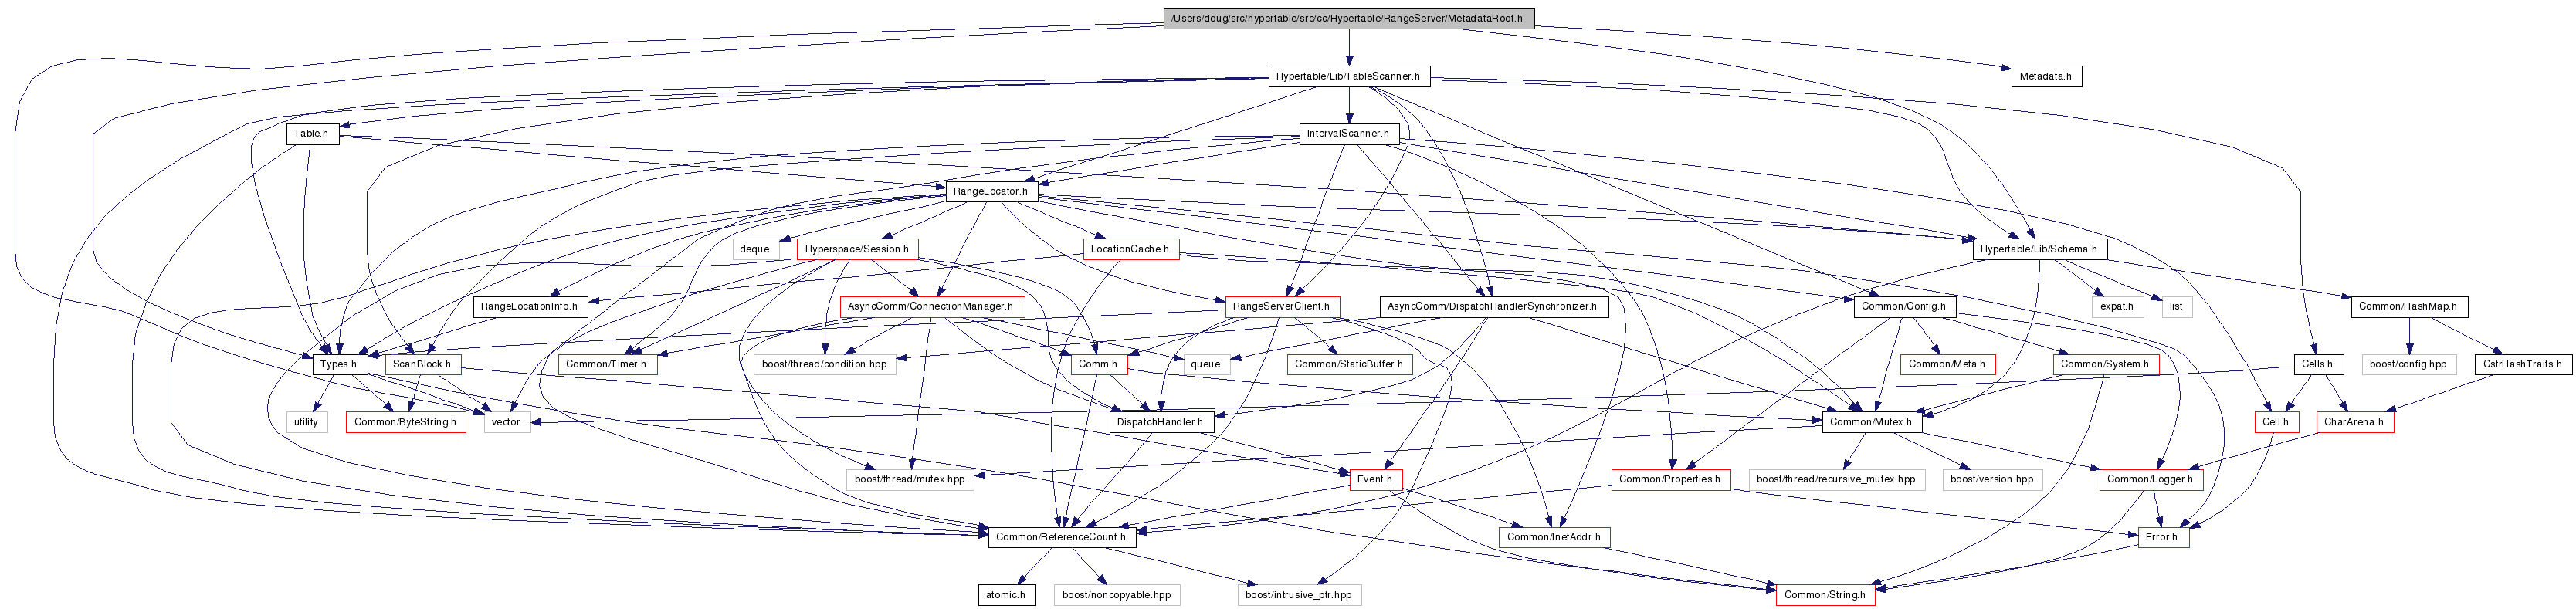 /Users/doug/src/hypertable/src/cc/Hypertable/RangeServer/MetadataRoot.h
Hypertable/Lib/TableScanner.h
Metadata.h
Table.h
IntervalScanner.h
RangeLocator.h
deque
Hyperspace/Session.h
LocationCache.h
Hypertable/Lib/Schema.h
RangeLocationInfo.h
AsyncComm/ConnectionManager.h
RangeServerClient.h
AsyncComm/DispatchHandlerSynchronizer.h
Common/Config.h
expat.h
list
Common/HashMap.h
Types.h
ScanBlock.h
Common/Timer.h
boost/thread/condition.hpp
Comm.h
queue
Common/StaticBuffer.h
Common/Meta.h
Common/System.h
Cells.h
boost/config.hpp
CstrHashTraits.h
utility
Common/ByteString.h
vector
DispatchHandler.h
Common/Mutex.h
Cell.h
CharArena.h
boost/thread/mutex.hpp
Event.h
Common/Properties.h
boost/thread/recursive_mutex.hpp
boost/version.hpp
Common/Logger.h
Common/ReferenceCount.h
Common/InetAddr.h
Error.h
atomic.h
boost/noncopyable.hpp
boost/intrusive_ptr.hpp
Common/String.h